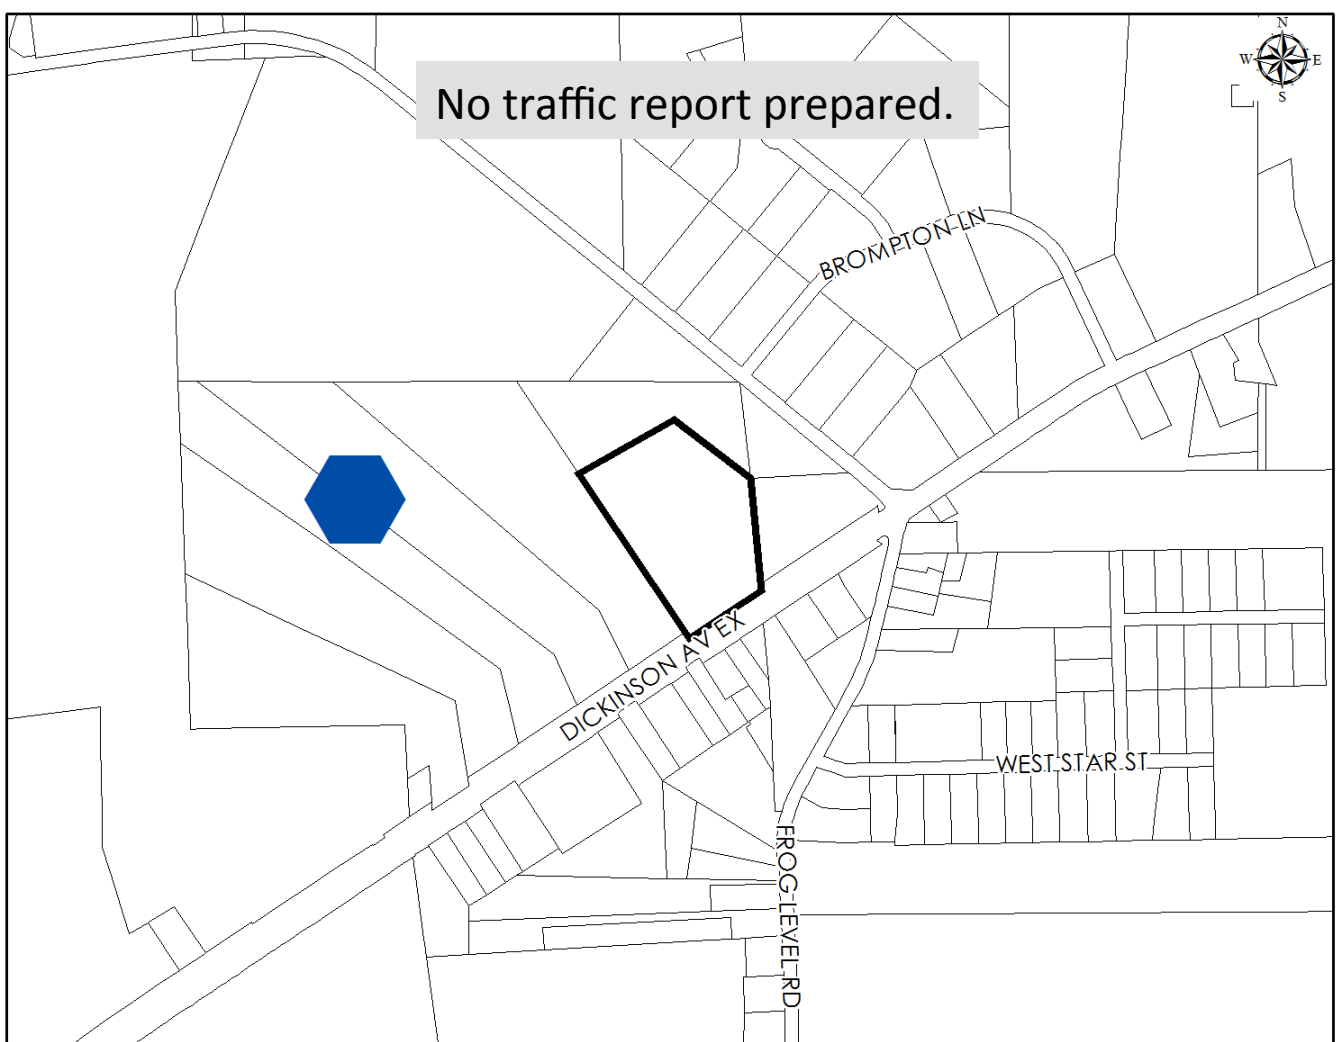 N
W E
S
No traffic report prepared.
BROMPTON LN
DICKINSON AV EX
WEST STAR ST
FROG LEVEL RD